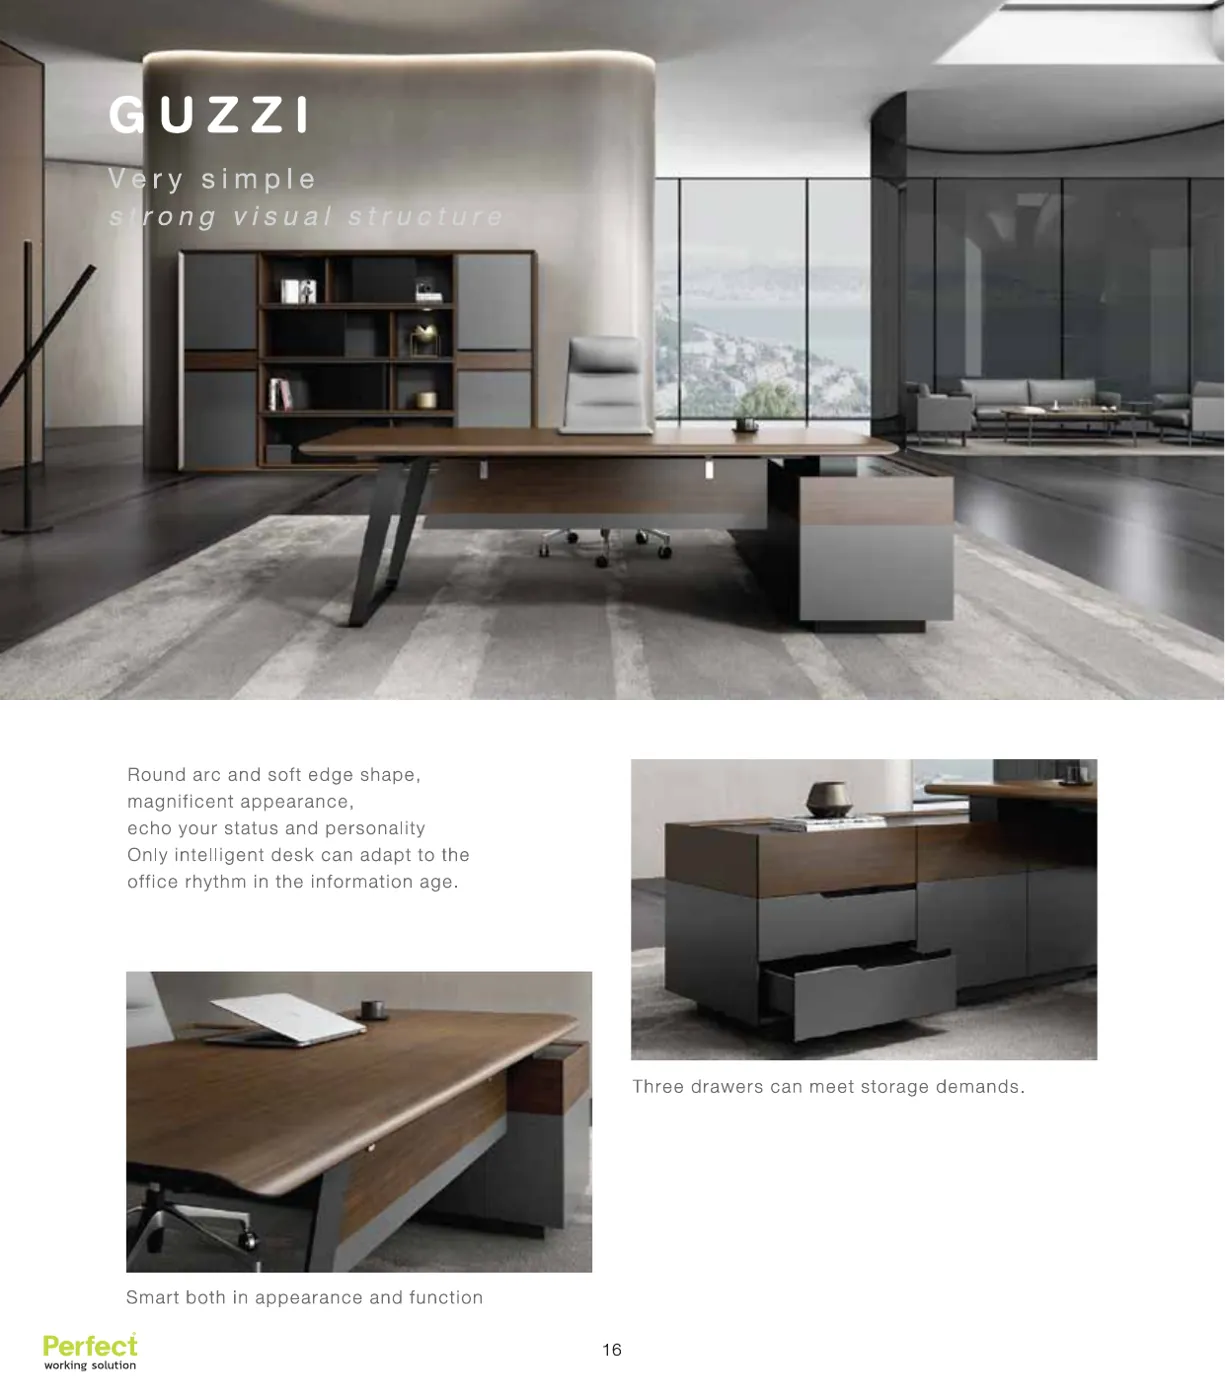 GUZZI
Very simple
strong visual structure
Round arc and soft edge shape,
magnificent appearance,
echo your status and personality
Only intelligent desk can adapt to the
office rhythm in the information age.
Three drawers can meet storage demands.
Smart both in appearance and function
Perfect
working solution
16